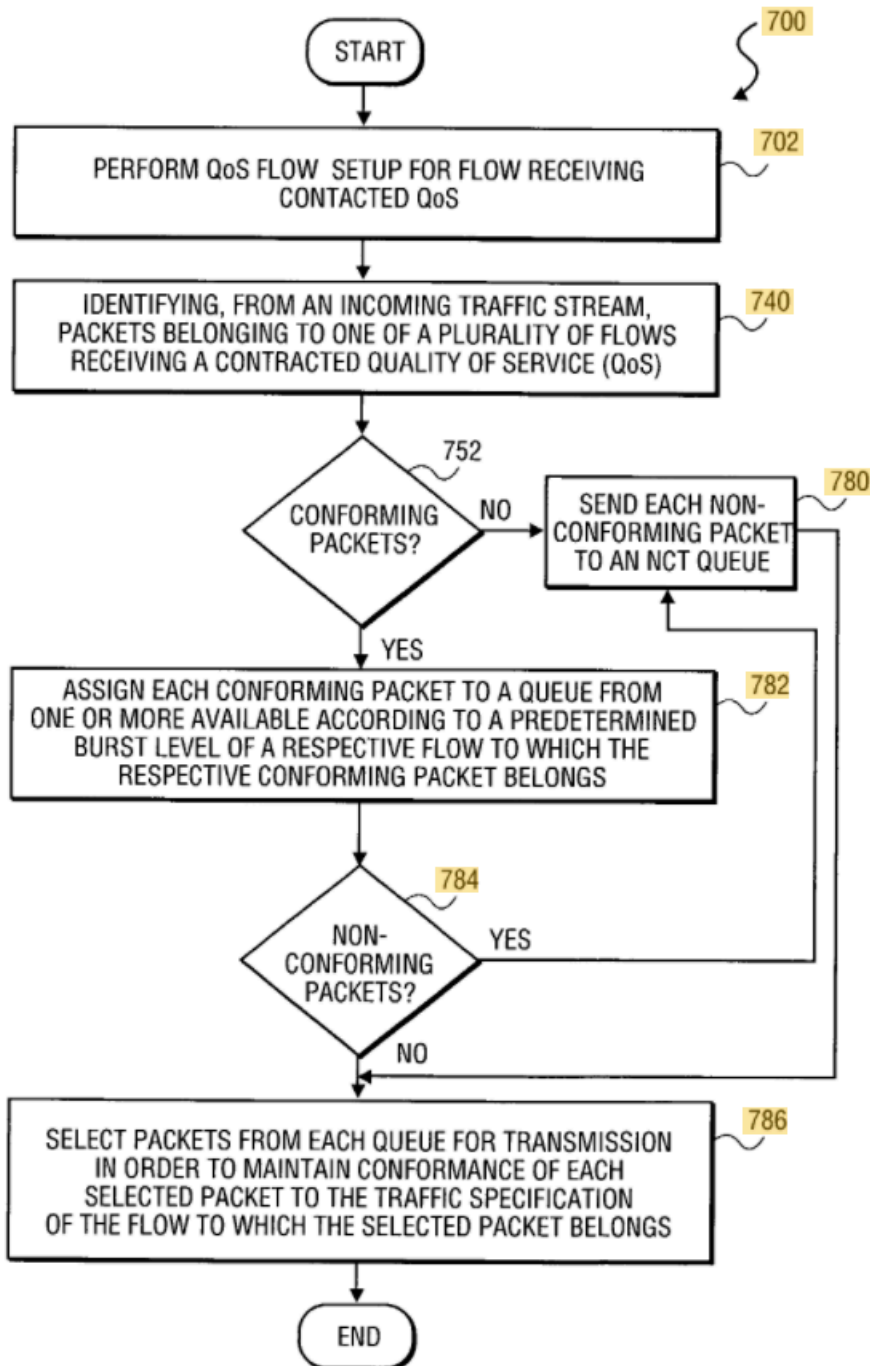 700
START
PERFORM QoS FLOW SETUP FOR FLOW RECEIVING
CONTACTED QoS
702
IDENTIFYING, FROM AN INCOMING TRAFFIC STREAM,
PACKETS BELONGING TO ONE OF A PLURALITY OF FLOWS
RECEIVING A CONTRACTED QUALITY OF SERVICE (QoS)
740
752
CONFORMING
PACKETS?
NO
780
SEND EACH NON-
CONFORMING PACKET
TO AN NCT QUEUE
YES
ASSIGN EACH CONFORMING PACKET TO A QUEUE FROM
ONE OR MORE AVAILABLE ACCORDING TO A PREDETERMINED
BURST LEVEL OF A RESPECTIVE FLOW TO WHICH THE
RESPECTIVE CONFORMING PACKET BELONGS
782
784
NON-
CONFORMING
PACKETS?
YES
NO
SELECT PACKETS FROM EACH QUEUE FOR TRANSMISSION
IN ORDER TO MAINTAIN CONFORMANCE OF EACH
SELECTED PACKET TO THE TRAFFIC SPECIFICATION
OF THE FLOW TO WHICH THE SELECTED PACKET BELONGS
786
END